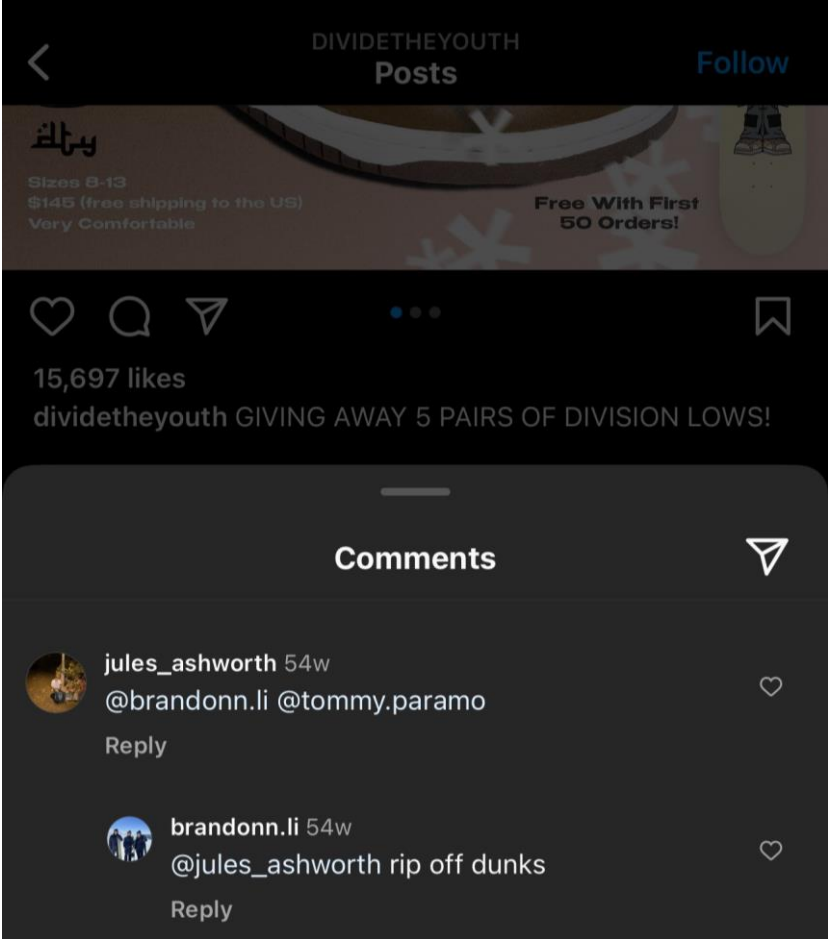 DIVIDETHEYOUTH
Posts
Follow
dty
Sizes 8-13
$145 (free shipping to the US)
Very Comfortable
Free With First
50 Orders!
15,697 likes
dividetheyouth GIVING AWAY 5 PAIRS OF DIVISION LOWS!
Comments
jules_ashworth 54w
@brandonn.li @tommy.paramo
Reply
brandonn.li 54w
@jules_ashworth rip off dunks
Reply